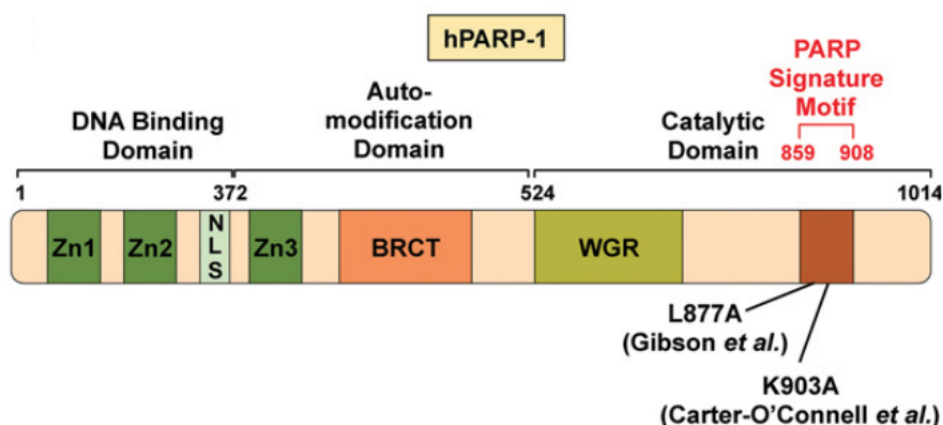 hPARP-1
PARP
Signature
Motif
859 908
DNA Binding
Domain
Auto-
modification
Domain
Catalytic
Domain
1 372 524 1014
Zn1 Zn2 NLS Zn3 BRCT WGR
L877A
(Gibson et al.)
K903A
(Carter-O'Connell et al.)